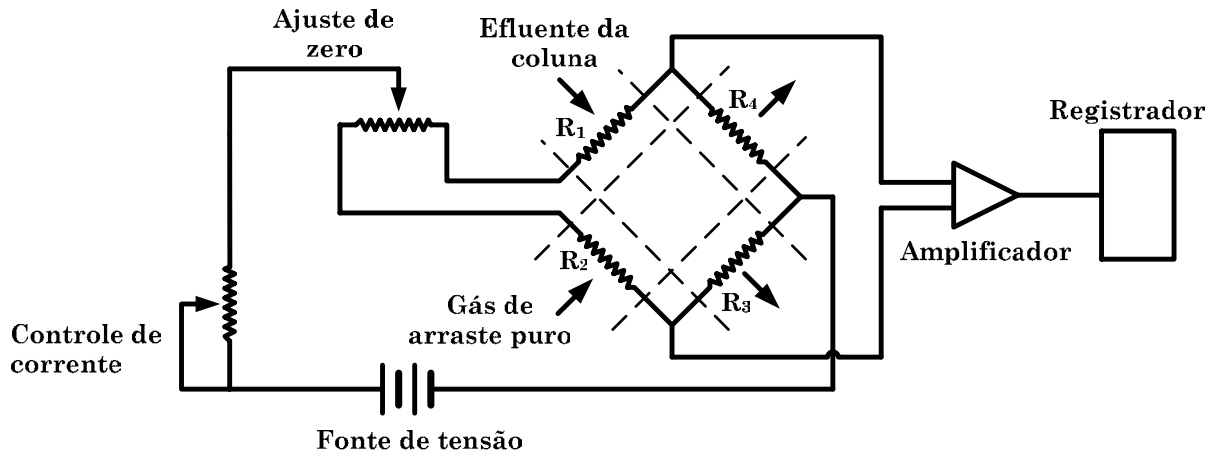 Ajuste de
zero
Efluente da
coluna
R₁
R₄
Registrador
R₂
R₃
Amplificador
Gás de
arraste puro
Controle de
corrente
Fonte de tensão